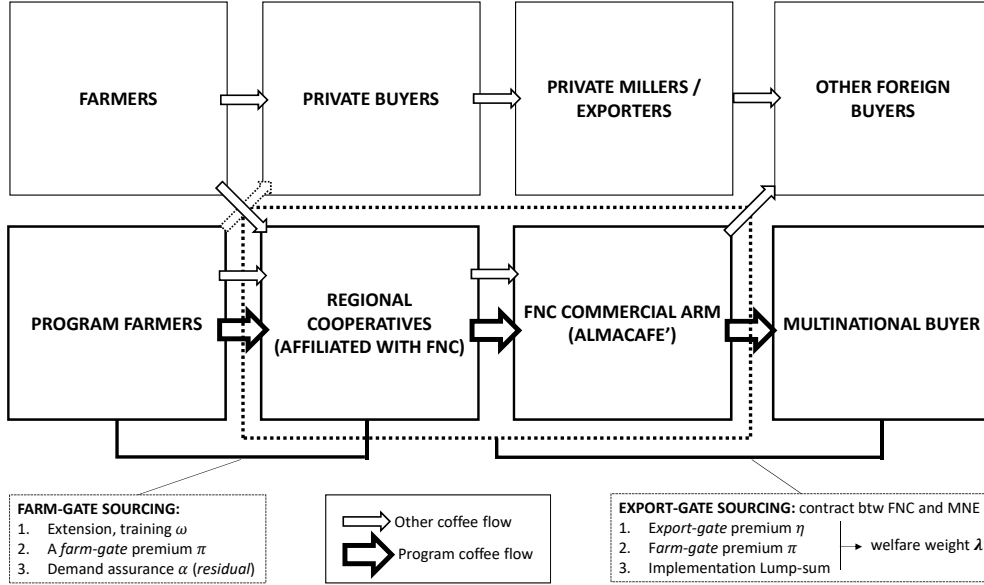 FARMERS
PRIVATE BUYERS
PRIVATE MILLERS /
EXPORTERS
OTHER FOREIGN
BUYERS
PROGRAM FARMERS
REGIONAL
COOPERATIVES
(AFFILIATED WITH FNC)
FNC COMMERCIAL ARM
(ALMACAFE’)
MULTINATIONAL BUYER
FARM-GATE SOURCING:
1. Extension, training ω
2. A farm-gate premium π
3. Demand assurance α (residual)
Other coffee flow
Program coffee flow
EXPORT-GATE SOURCING: contract btw FNC and MNE
1. Export-gate premium η
2. Farm-gate premium π
3. Implementation Lump-sum
welfare weight λ